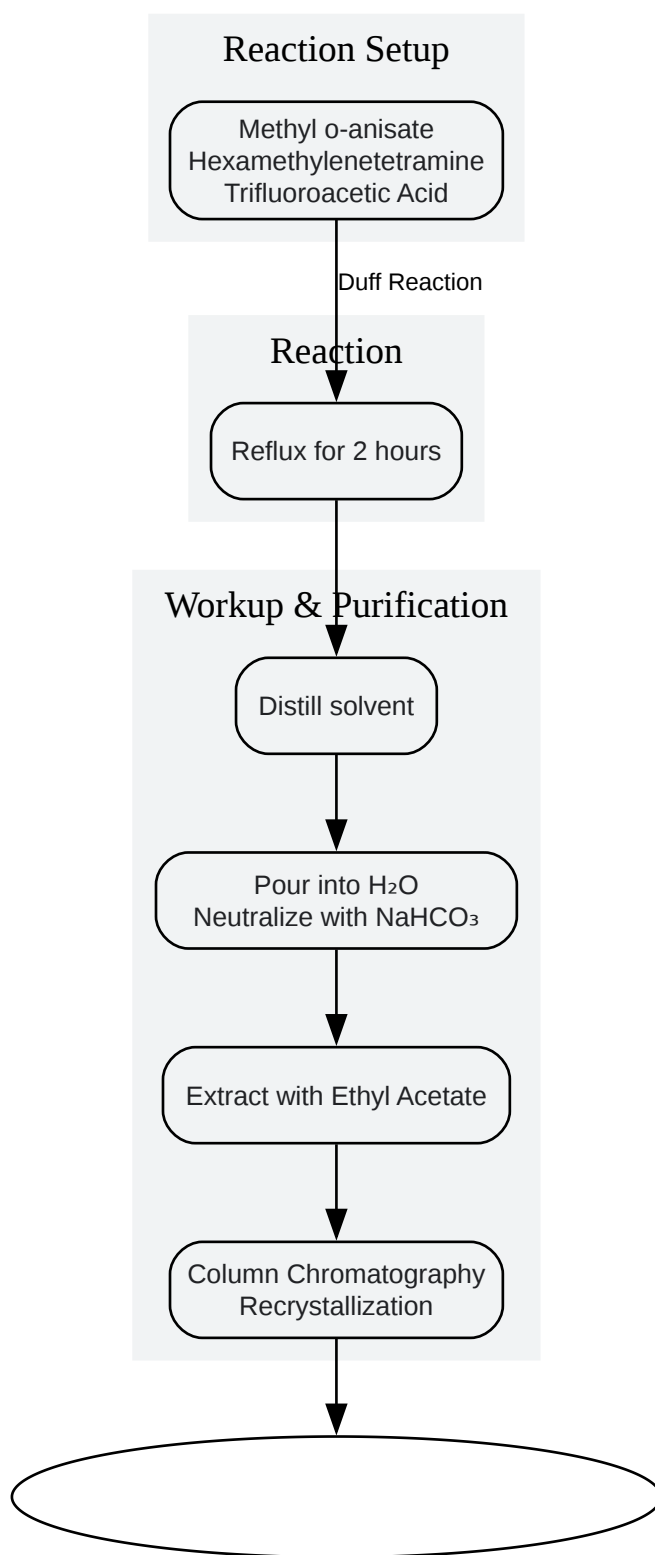 Reaction Setup
Methyl o-anisate
Hexamethylenetetramine
Trifluoroacetic Acid
Duff Reaction
Reaction
Reflux for 2 hours
Workup & Purification
Distill solvent
Pour into H₂O
Neutralize with NaHCO₃
Extract with Ethyl Acetate
Column Chromatography
Recrystallization